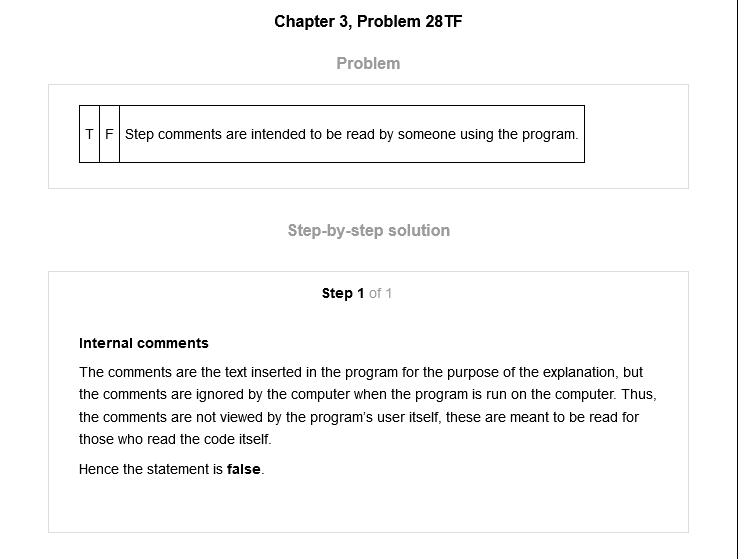 Chapter 3, Problem 28TF
Problem
T F Step comments are intended to be read by someone using the program.
Step-by-step solution
Step 1 of 1
Internal comments
The comments are the text inserted in the program for the purpose of the explanation, but
the comments are ignored by the computer when the program is run on the computer. Thus,
the comments are not viewed by the program's user itself, these are meant to be read for
those who read the code itself.
Hence the statement is false.